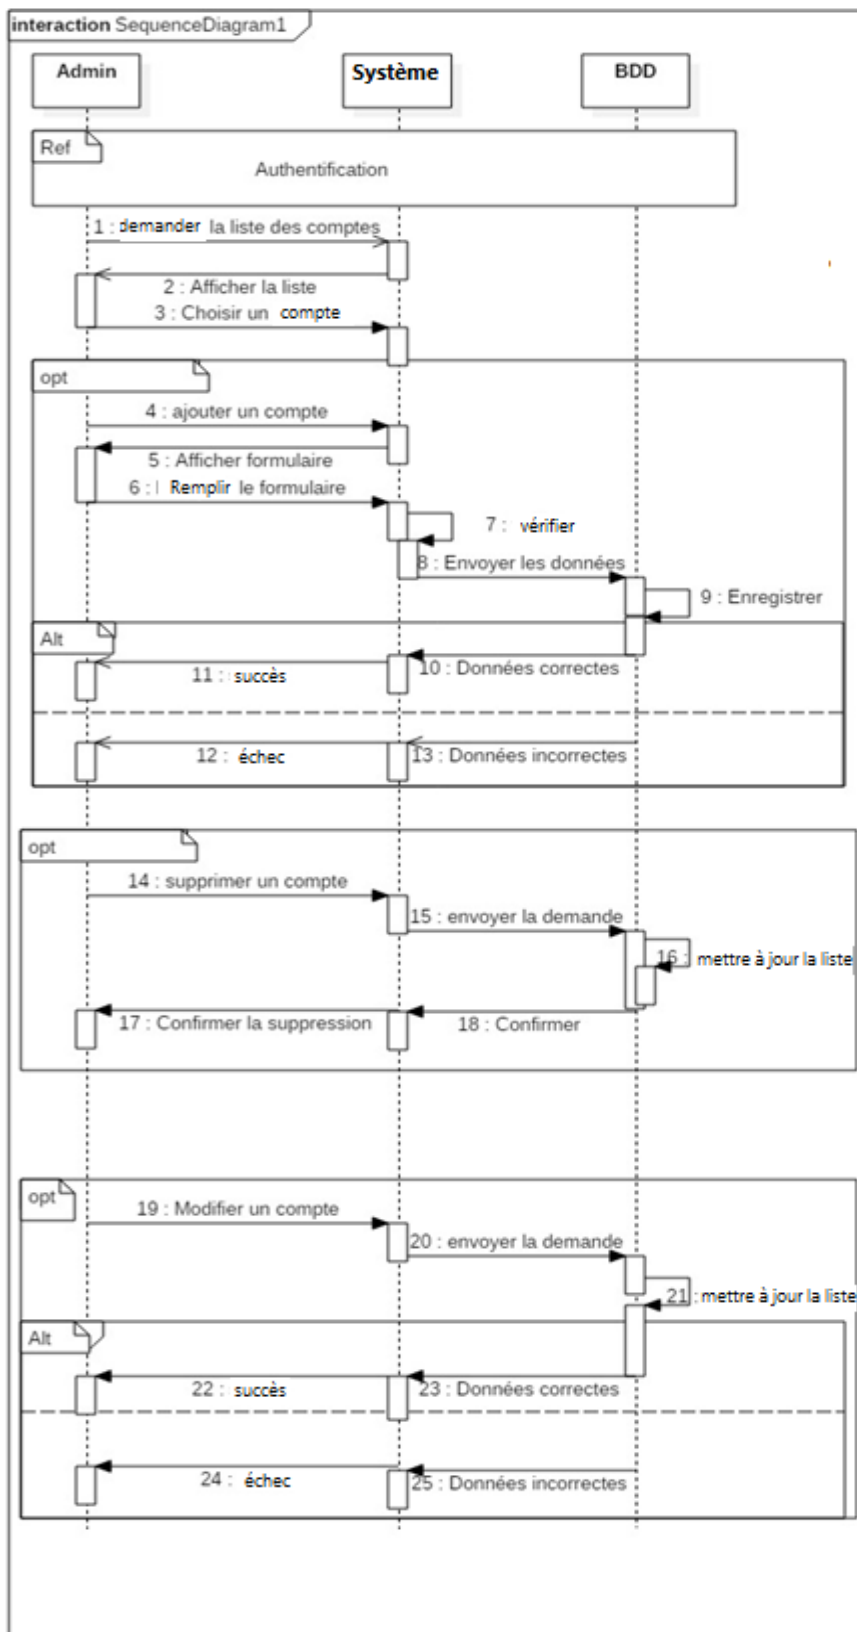 interaction SequenceDiagram1
Admin
Système
BDD
Ref
Authentification
1 : demander la liste des comptes
2 : Afficher la liste
3 : Choisir un compte
opt
4 : ajouter un compte
5 : Afficher formulaire
6 : Remplir le formulaire
7 : vérifier
8 : Envoyer les données
9 : Enregistrer
Alt
10 : Données correctes
11 : succès
12 : échec
13 : Données incorrectes
opt
14 : supprimer un compte
15 : envoyer la demande
16 : mettre à jour la liste
17 : Confirmer la suppression
18 : Confirmer
opt
19 : Modifier un compte
20 : envoyer la demande
21 : mettre à jour la liste
Alt
22 : succès
23 : Données correctes
24 : échec
25 : Données incorrectes